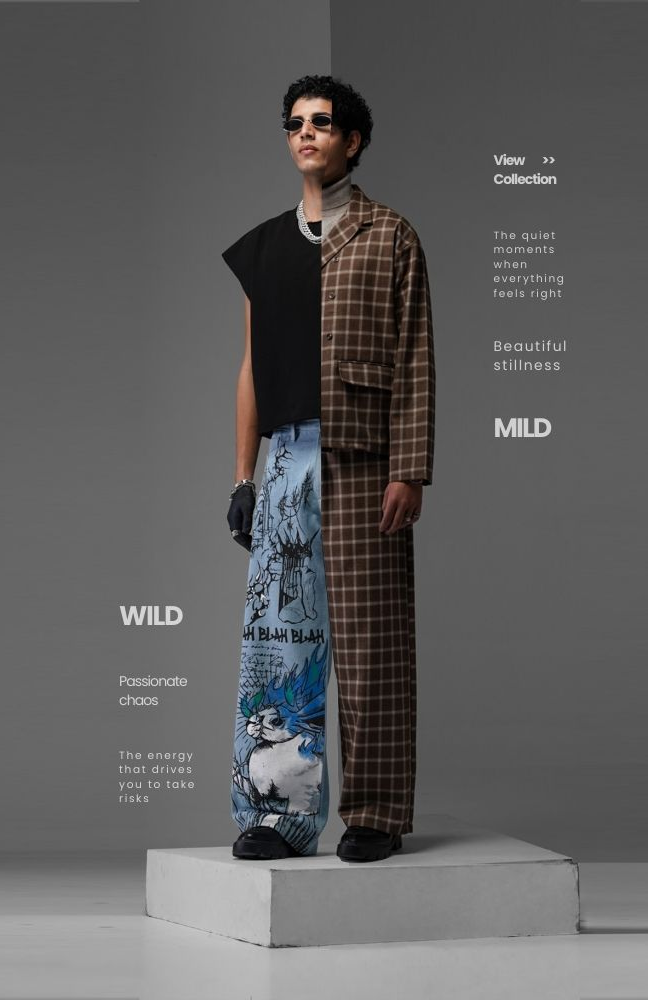 View >>
Collection
The quiet
moments
when
everything
feels right
Beautiful
stillness
MILD
WILD
Passionate
chaos
The energy
that drives
you to take
risks
BLAH BLAH